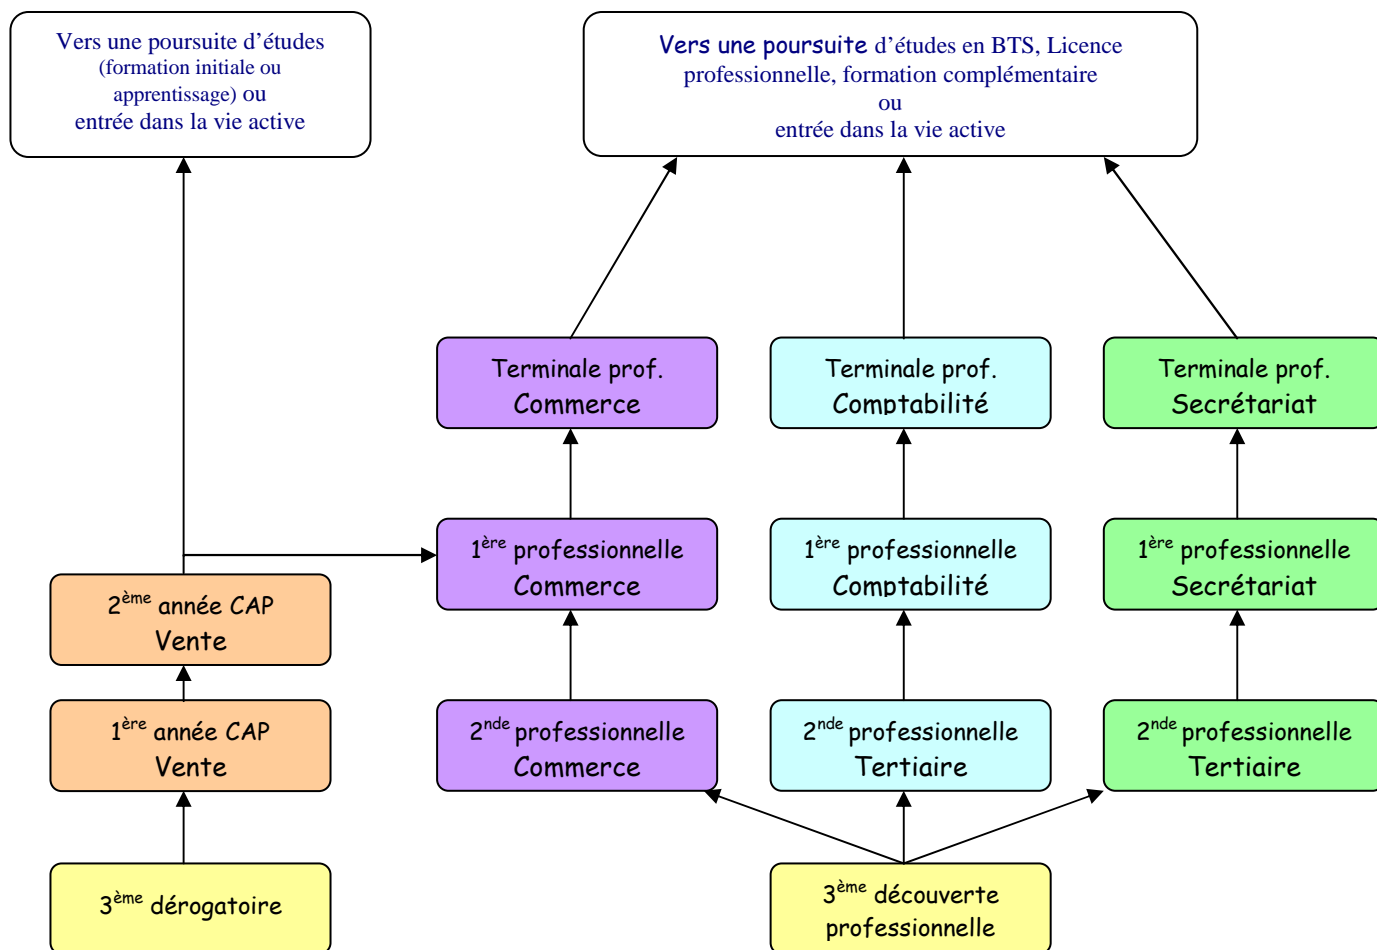 Vers une poursuite d’études
(formation initiale ou
apprentissage) ou
entrée dans la vie active
Vers une poursuite d’études en BTS, Licence
professionnelle, formation complémentaire
ou
entrée dans la vie active
Terminale prof.
Commerce
Terminale prof.
Comptabilité
Terminale prof.
Secrétariat
1ère professionnelle
Commerce
1ère professionnelle
Comptabilité
1ère professionnelle
Secrétariat
2ème année CAP
Vente
1ère année CAP
Vente
2nde professionnelle
Commerce
2nde professionnelle
Tertiaire
2nde professionnelle
Tertiaire
3ème dérogatoire
3ème découverte
professionnelle